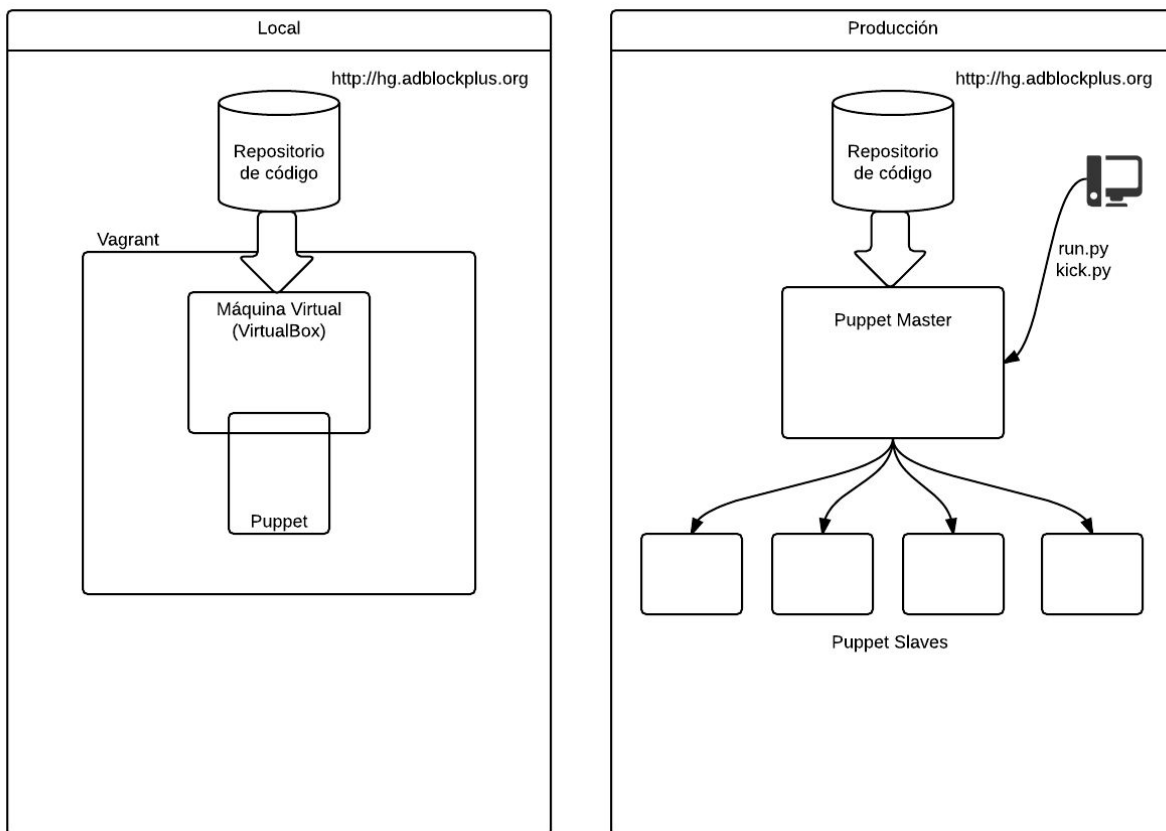 Local
http://hg.adblockplus.org
Repositorio
de código
Vagrant
Máquina Virtual
(VirtualBox)
Puppet
Producción
http://hg.adblockplus.org
Repositorio
de código
run.py
kick.py
Puppet Master
Puppet Slaves